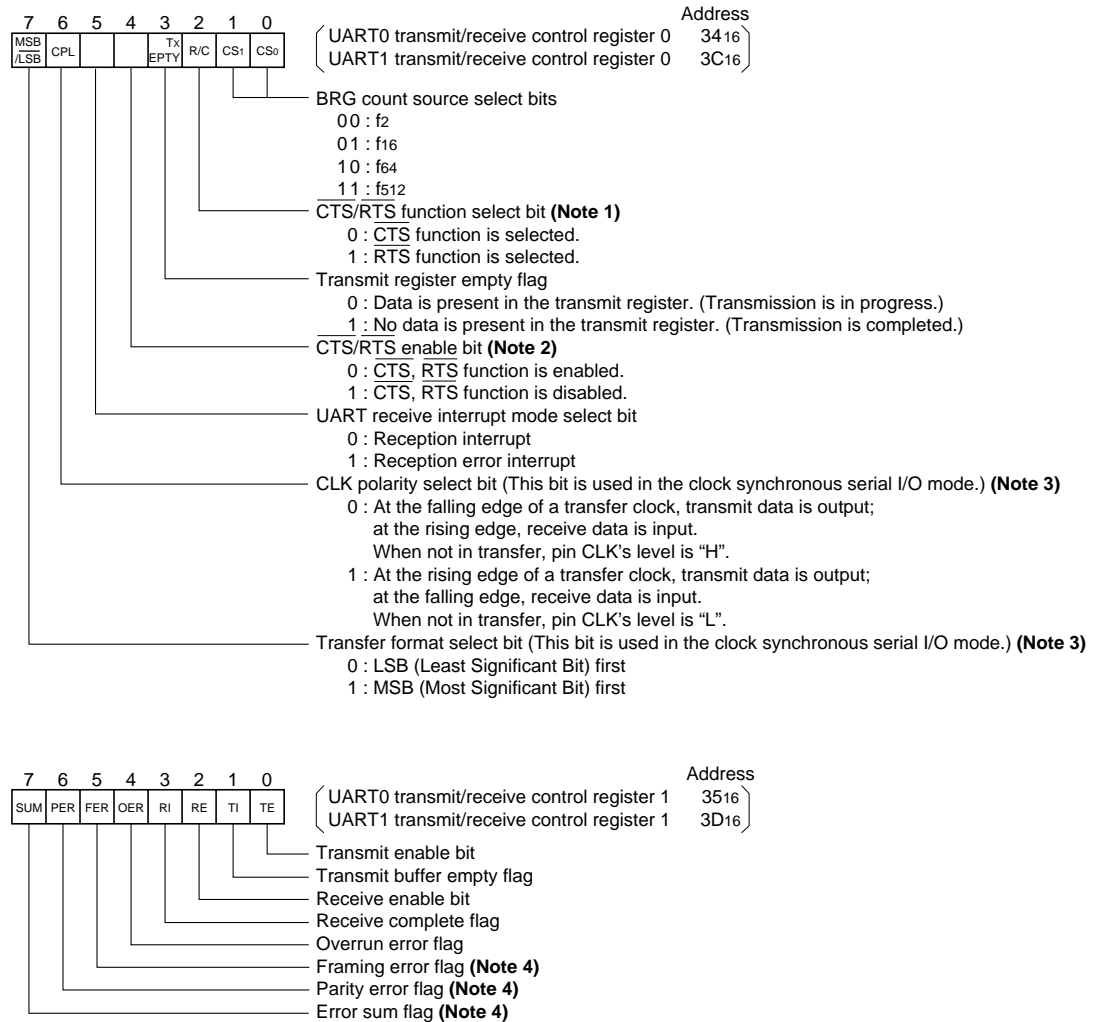 Address
7 6 5 4 3 2 1 0
MSB/LSB CPL TX EPTY R/C CS1 CS0
UART0 transmit/receive control register 0 3416
UART1 transmit/receive control register 0 3C16
BRG count source select bits
0 0 : f2
0 1 : f16
1 0 : f64
1 1 : f512
CTS/RTS function select bit (Note 1)
0 : CTS function is selected.
1 : RTS function is selected.
Transmit register empty flag
0 : Data is present in the transmit register. (Transmission is in progress.)
1 : No data is present in the transmit register. (Transmission is completed.)
CTS/RTS enable bit (Note 2)
0 : CTS, RTS function is enabled.
1 : CTS, RTS function is disabled.
UART receive interrupt mode select bit
0 : Reception interrupt
1 : Reception error interrupt
CLK polarity select bit (This bit is used in the clock synchronous serial I/O mode.) (Note 3)
0 : At the falling edge of a transfer clock, transmit data is output;
at the rising edge, receive data is input.
When not in transfer, pin CLK’s level is “H”.
1 : At the rising edge of a transfer clock, transmit data is output;
at the falling edge, receive data is input.
When not in transfer, pin CLK’s level is “L”.
Transfer format select bit (This bit is used in the clock synchronous serial I/O mode.) (Note 3)
0 : LSB (Least Significant Bit) first
1 : MSB (Most Significant Bit) first
Address
7 6 5 4 3 2 1 0
SUM PER FER OER RI RE TI TE
UART0 transmit/receive control register 1 3516
UART1 transmit/receive control register 1 3D16
Transmit enable bit
Transmit buffer empty flag
Receive enable bit
Receive complete flag
Overrun error flag
Framing error flag (Note 4)
Parity error flag (Note 4)
Error sum flag (Note 4)